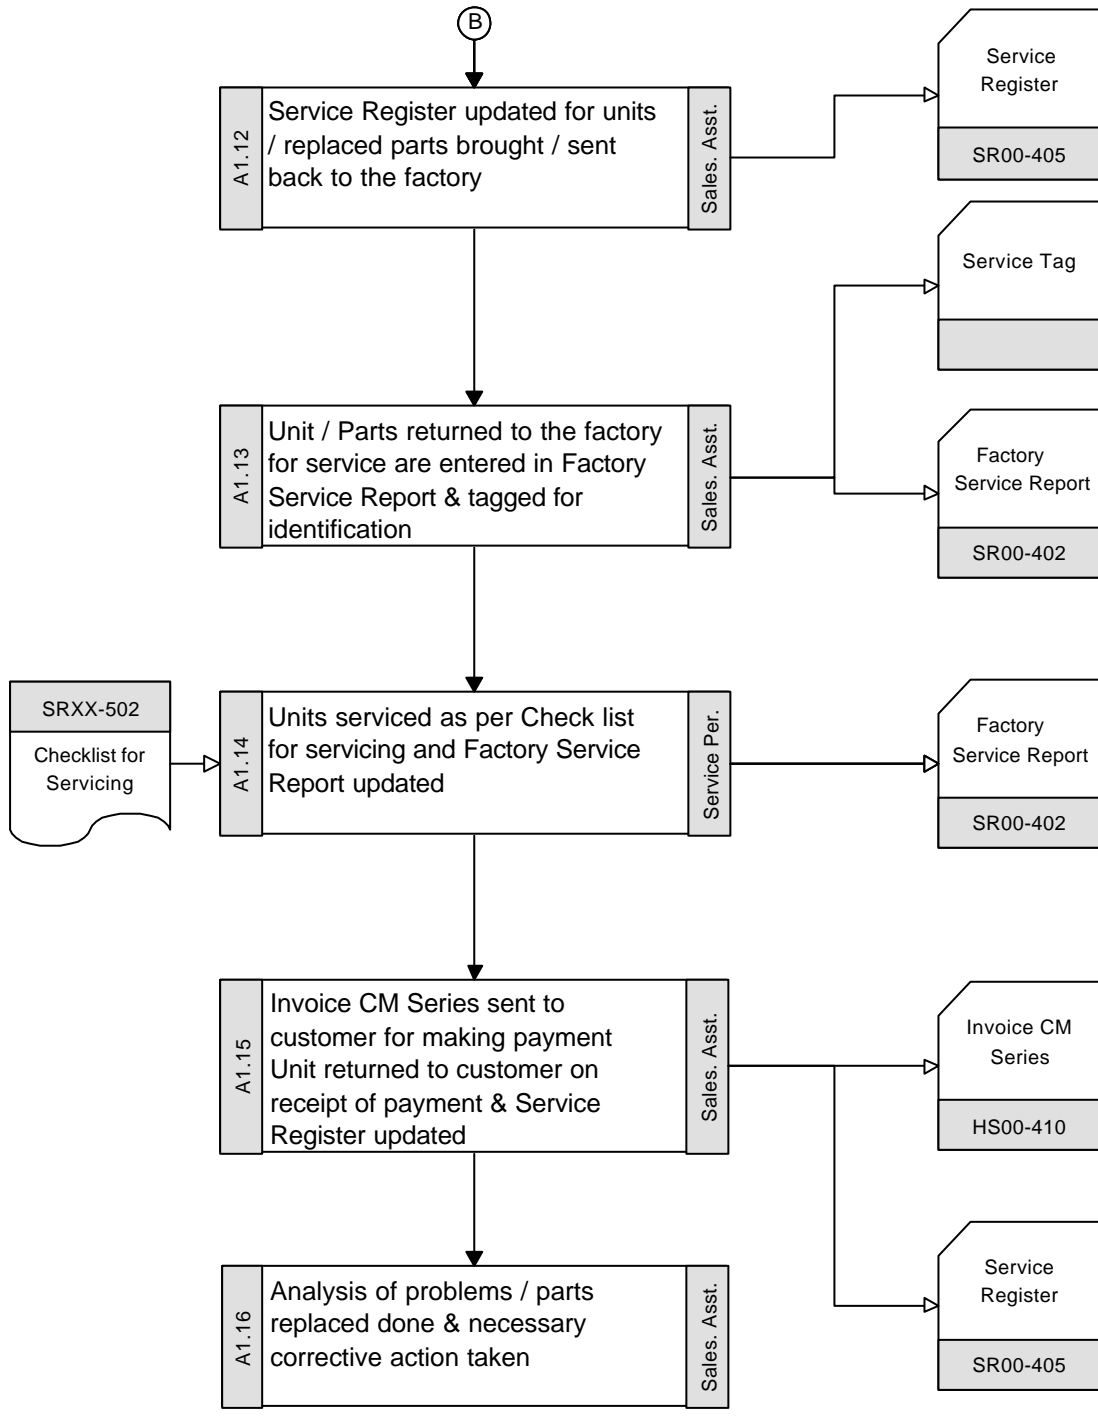 B
A1.12
Service Register updated for units
/ replaced parts brought / sent
back to the factory
Sales. Asst.
Service
Register
SR00-405
Service Tag
A1.13
Unit / Parts returned to the factory
for service are entered in Factory
Service Report & tagged for
identification
Sales. Asst.
Factory
Service Report
SR00-402
SRXX-502
Checklist for
Servicing
A1.14
Units serviced as per Check list
for servicing and Factory Service
Report updated
Service Per.
Factory
Service Report
SR00-402
A1.15
Invoice CM Series sent to
customer for making payment
Unit returned to customer on
receipt of payment & Service
Register updated
Sales. Asst.
Invoice CM
Series
HS00-410
A1.16
Analysis of problems / parts
replaced done & necessary
corrective action taken
Sales. Asst.
Service
Register
SR00-405